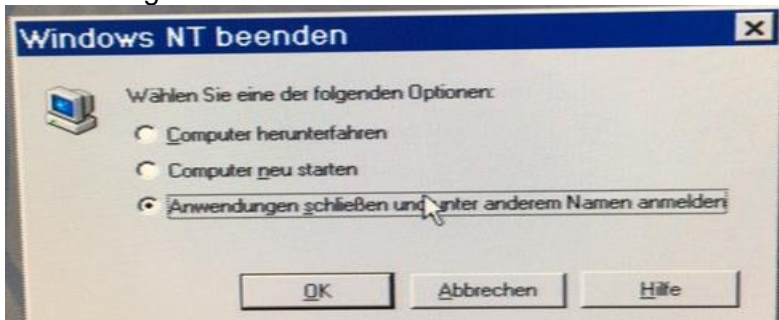 Windows NT beenden
Wählen Sie eine der folgenden Optionen:
Computer herunterfahren
Computer neu starten
Anwendungen schließen und unter anderem Namen anmelden
OK
Abbrechen
Hilfe